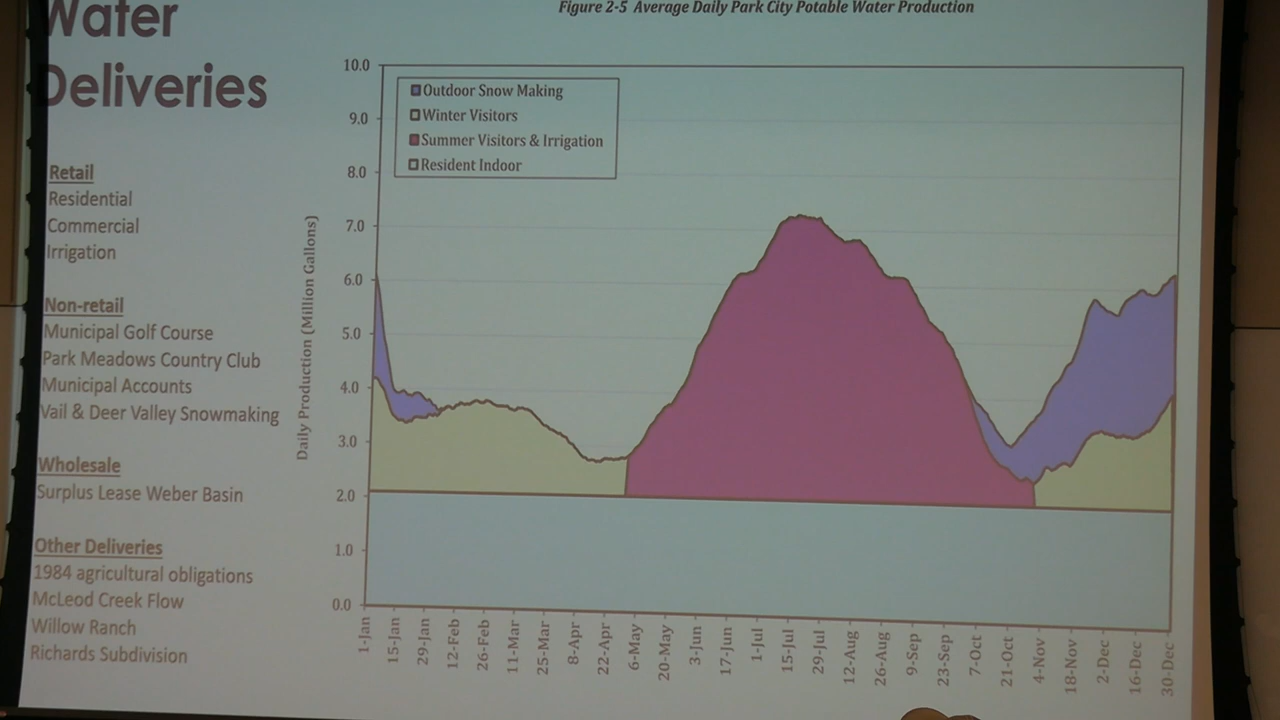 Water
Deliveries
Retail
Residential
Commercial
Irrigation
Non-retail
Municipal Golf Course
Park Meadows Country Club
Municipal Accounts
Vail & Deer Valley Snowmaking
Wholesale
Surplus Lease Weber Basin
Other Deliveries
1984 agricultural obligations
McLeod Creek Flow
Willow Ranch
Richards Subdivision
Figure 2-5 Average Daily Park City Potable Water Production
Outdoor Snow Making
Winter Visitors
Summer Visitors & Irrigation
Resident Indoor
Daily Production (Million Gallons)
10.0
9.0
8.0
7.0
6.0
5.0
4.0
3.0
2.0
1.0
0.0
1-Jan
15-Jan
29-Jan
12-Feb
26-Feb
11-Mar
25-Mar
8-Apr
22-Apr
6-May
20-May
3-Jun
17-Jun
1-Jul
15-Jul
29-Jul
12-Aug
26-Aug
9-Sep
23-Sep
7-Oct
21-Oct
4-Nov
18-Nov
2-Dec
16-Dec
30-Dec